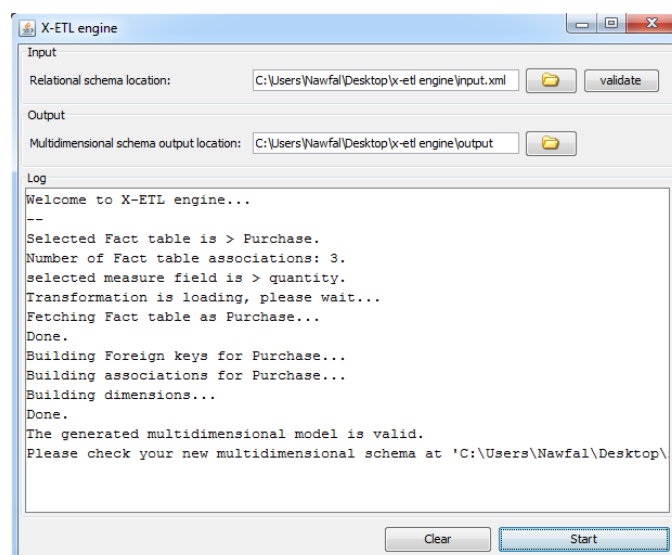 X-ETL engine
Input
Relational schema location:
C:\Users\Nawfal\Desktop\x-etl engine\input.xml
validate
Output
Multidimensional schema output location:
C:\Users\Nawfal\Desktop\x-etl engine\output
Log
Welcome to X-ETL engine...
--
Selected Fact table is > Purchase.
Number of Fact table associations: 3.
selected measure field is > quantity.
Transformation is loading, please wait...
Fetching Fact table as Purchase...
Done.
Building Foreign keys for Purchase...
Building associations for Purchase...
Building dimensions...
Done.
The generated multidimensional model is valid.
Please check your new multidimensional schema at 'C:\Users\Nawfal\Desktop\
Clear
Start